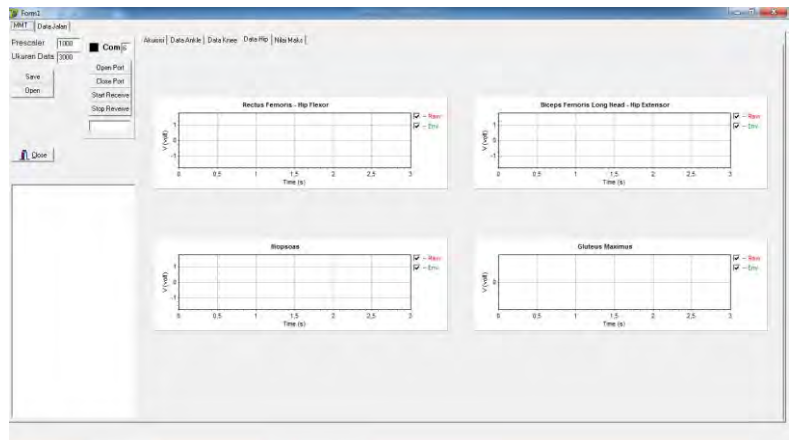 Form1
MMT Data Jalan
Prescaler 1000
Ukuran Data 3000
Com 6
Save
Open
Open Port
Close Port
Start Receive
Stop Receive
Close
Akuisisi Data Ankle Data Knee Data Hip Nilai Maks
Rectus Femoris - Hip Flexor
Raw
Env
V (volt)
1
0
-1
0 0,5 1 1,5 2 2,5 3
Time (s)
Biceps Femoris Long Head - Hip Extensor
Raw
Env
V (volt)
1
0
-1
0 0,5 1 1,5 2 2,5 3
Time (s)
Iliopsoas
Raw
Env
V (volt)
1
0
-1
0 0,5 1 1,5 2 2,5 3
Time (s)
Gluteus Maximus
Raw
Env
V (volt)
0
0 0,5 1 1,5 2 2,5 3
Time (s)